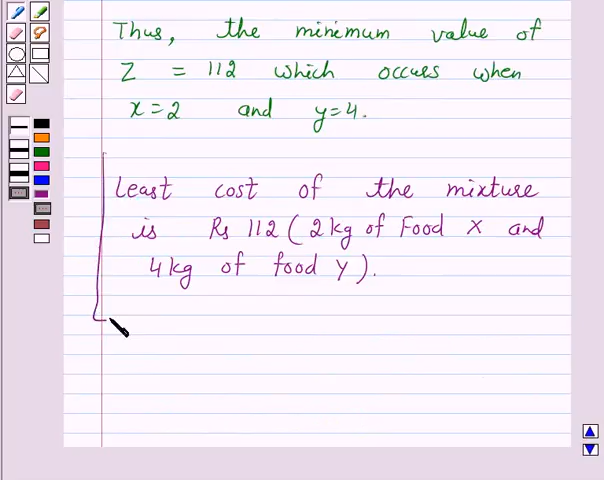 Thus, the minimum value of
Z = 112 which occurs when
x=2 and y=4.
Least cost of the mixture
is Rs 112 ( 2 kg of Food X and
4 kg of food Y ).